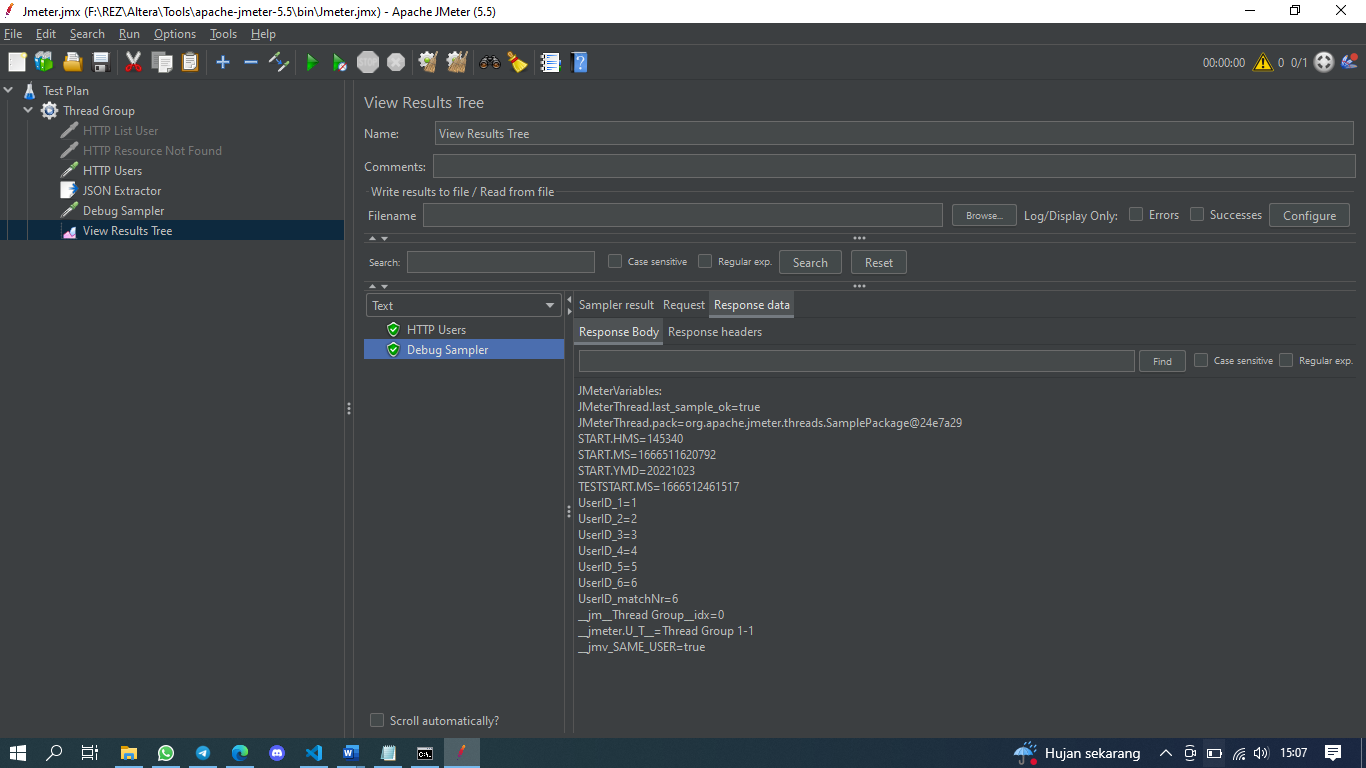 Jmeter.jmx (F:\REZ\Altera\Tools\apache-jmeter-5.5\bin\Jmeter.jmx) - Apache JMeter (5.5)
File Edit Search Run Options Tools Help
STOP 00:00:00 0 0/1
Test Plan
Thread Group
HTTP List User
HTTP Resource Not Found
HTTP Users
JSON Extractor
Debug Sampler
View Results Tree
View Results Tree
Name: View Results Tree
Comments:
Write results to file / Read from file
Filename Browse... Log/Display Only: Errors Successes Configure
Search: Case sensitive Regular exp. Search Reset
Text
HTTP Users
Debug Sampler
Scroll automatically?
Sampler result Request Response data
Response Body Response headers
Find Case sensitive Regular exp.
JMeterVariables:
JMeterThread.last_sample_ok=true
JMeterThread.pack=org.apache.jmeter.threads.SamplePackage@24e7a29
START.HMS=145340
START.MS=1666511620792
START.YMD=20221023
TESTSTART.MS=1666512461517
UserID_1=1
UserID_2=2
UserID_3=3
UserID_4=4
UserID_5=5
UserID_6=6
UserID_matchNr=6
__jm__Thread Group__idx=0
__jmeter.U_T__=Thread Group 1-1
__jmv_SAME_USER=true
Hujan sekarang 15:07